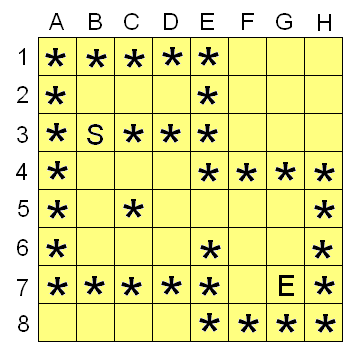 A B C D E F G H
1 * * * * *
2 * *
3 * S * * *
4 * * * * *
5 * * *
6 * * *
7 * * * * * E *
8 * * * *